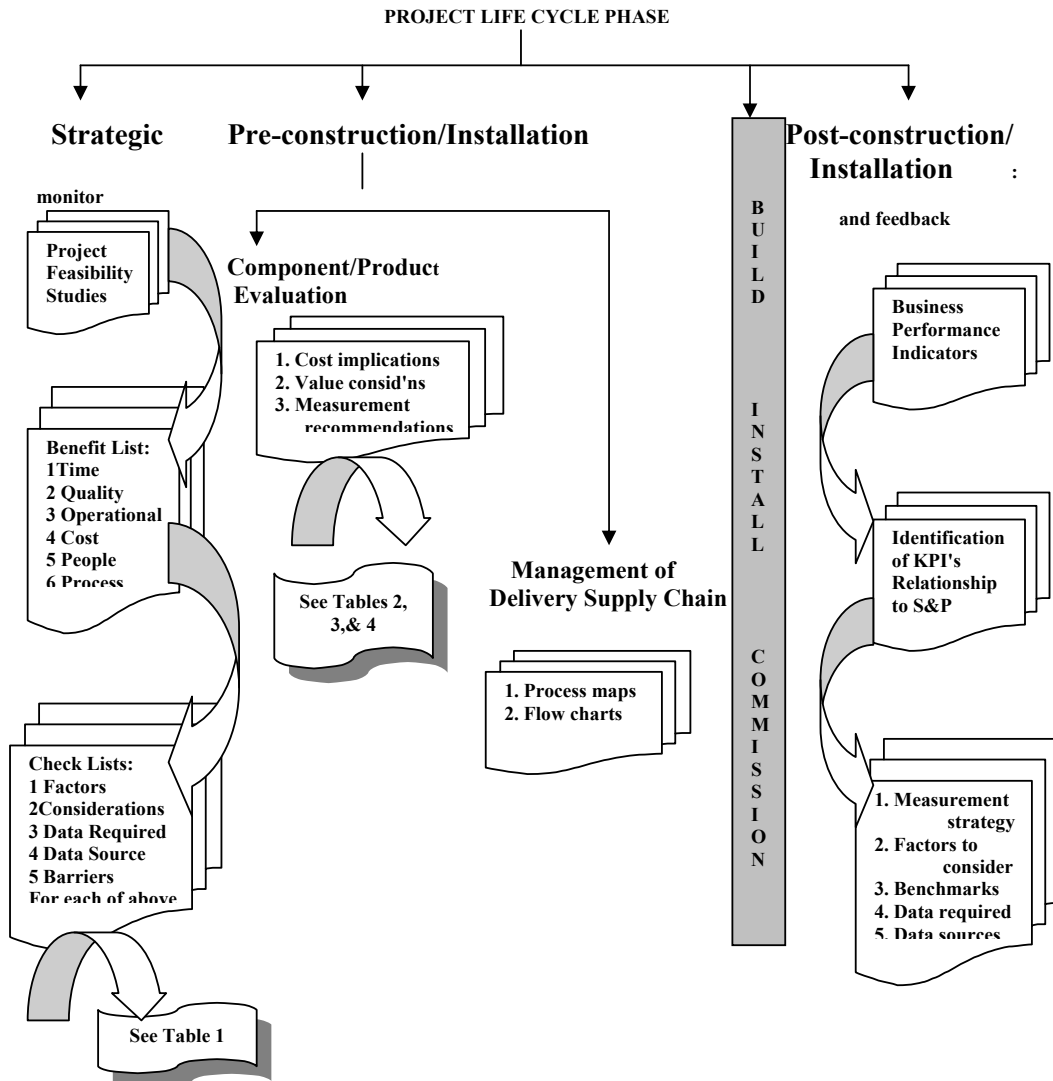 PROJECT LIFE CYCLE PHASE
Strategic
monitor
Project
Feasibility
Studies
Benefit List:
1Time
2 Quality
3 Operational
4 Cost
5 People
6 Process
Check Lists:
1 Factors
2Considerations
3 Data Required
4 Data Source
5 Barriers
For each of above
See Table 1
Pre-construction/Installation
Component/Product
Evaluation
1. Cost implications
2. Value consid'ns
3. Measurement
recommendations
See Tables 2,
3,& 4
Management of
Delivery Supply Chain
1. Process maps
2. Flow charts
BUILD
INSTALL
COMMISSION
Post-construction/
Installation :
and feedback
Business
Performance
Indicators
Identification
of KPI's
Relationship
to S&P
1. Measurement
strategy
2. Factors to
consider
3. Benchmarks
4. Data required
5. Data sources